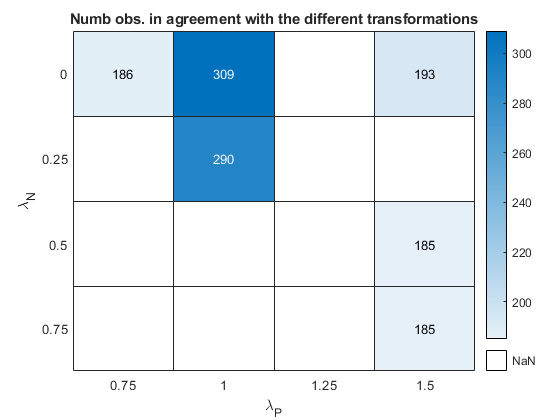 Numb obs. in agreement with the different transformations
0 186 309 193 300
0.25 290 280
260
240
0.5 185 220
200
0.75 185
NaN
0.75 1 1.25 1.5
λN
λP